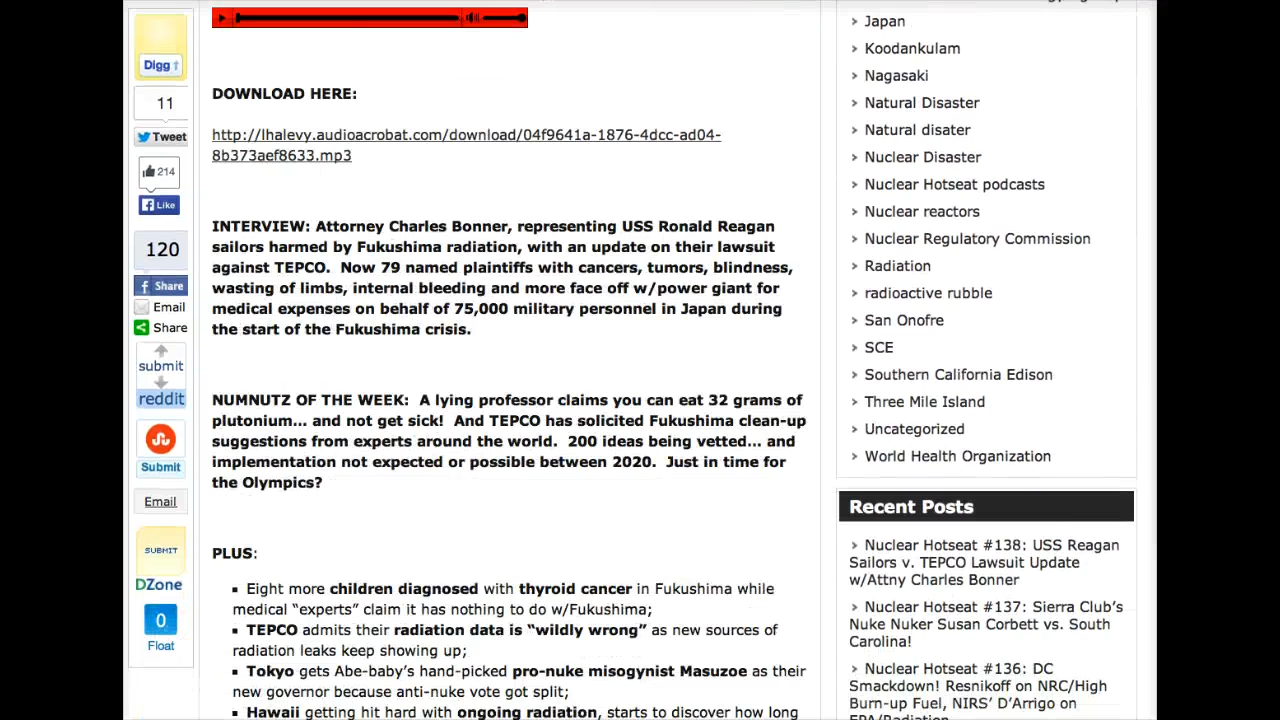 Digg
11
Tweet
214
Like
120
Share
Email
Share
submit
reddit
Submit
Email
SUBMIT
DZone
0
Float
DOWNLOAD HERE:
http://lhalevy.audioacrobat.com/download/04f9641a-1876-4dcc-ad04-
8b373aef8633.mp3
INTERVIEW: Attorney Charles Bonner, representing USS Ronald Reagan
sailors harmed by Fukushima radiation, with an update on their lawsuit
against TEPCO.  Now 79 named plaintiffs with cancers, tumors, blindness,
wasting of limbs, internal bleeding and more face off w/power giant for
medical expenses on behalf of 75,000 military personnel in Japan during
the start of the Fukushima crisis.
NUMNUTZ OF THE WEEK:  A lying professor claims you can eat 32 grams of
plutonium... and not get sick!  And TEPCO has solicited Fukushima clean-up
suggestions from experts around the world.  200 ideas being vetted... and
implementation not expected or possible between 2020.  Just in time for
the Olympics?
PLUS:
▪ Eight more children diagnosed with thyroid cancer in Fukushima while
medical “experts” claim it has nothing to do w/Fukushima;
▪ TEPCO admits their radiation data is “wildly wrong” as new sources of
radiation leaks keep showing up;
▪ Tokyo gets Abe-baby’s hand-picked pro-nuke misogynist Masuzoe as their
new governor because anti-nuke vote got split;
▪ Hawaii getting hit hard with ongoing radiation, starts to discover how long
Japan
Koodankulam
Nagasaki
Natural Disaster
Natural disater
Nuclear Disaster
Nuclear Hotseat podcasts
Nuclear reactors
Nuclear Regulatory Commission
Radiation
radioactive rubble
San Onofre
SCE
Southern California Edison
Three Mile Island
Uncategorized
World Health Organization
Recent Posts
Nuclear Hotseat #138: USS Reagan
Sailors v. TEPCO Lawsuit Update
w/Attny Charles Bonner
Nuclear Hotseat #137: Sierra Club’s
Nuke Nuker Susan Corbett vs. South
Carolina!
Nuclear Hotseat #136: DC
Smackdown! Resnikoff on NRC/High
Burn-up Fuel, NIRS’ D’Arrigo on
EPA/Radiation